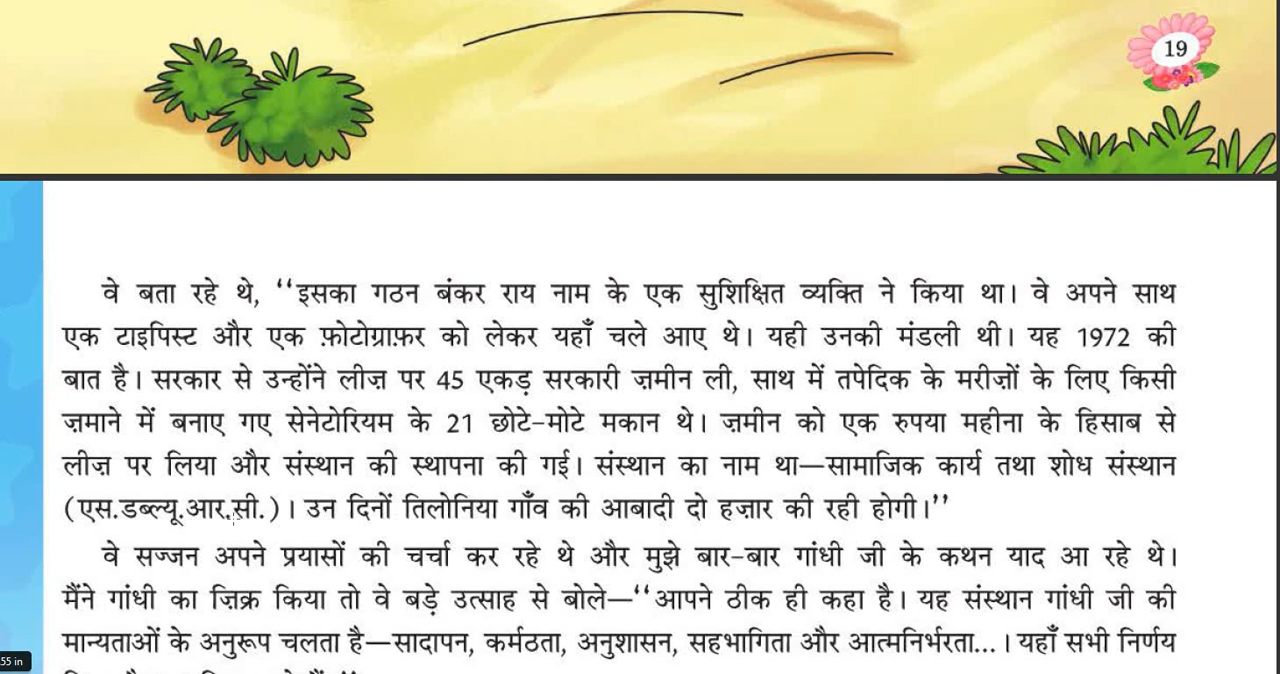 19
वे बता रहे थे, ‘‘इसका गठन बंकर राय नाम के एक सुशिक्षित व्यक्ति ने किया था। वे अपने साथ
एक टाइपिस्ट और एक फ़ोटोग्राफ़र को लेकर यहाँ चले आए थे। यही उनकी मंडली थी। यह 1972 की
बात है। सरकार से उन्होंने लीज़ पर 45 एकड़ सरकारी ज़मीन ली, साथ में तपेदिक के मरीज़ों के लिए किसी
ज़माने में बनाए गए सेनेटोरियम के 21 छोटे-मोटे मकान थे। ज़मीन को एक रुपया महीना के हिसाब से
लीज़ पर लिया और संस्थान की स्थापना की गई। संस्थान का नाम था—सामाजिक कार्य तथा शोध संस्थान
(एस.डब्ल्यू.आर.सी.)। उन दिनों तिलोनिया गाँव की आबादी दो हज़ार की रही होगी।’’
वे सज्जन अपने प्रयासों की चर्चा कर रहे थे और मुझे बार-बार गांधी जी के कथन याद आ रहे थे।
मैंने गांधी का ज़िक्र किया तो वे बड़े उत्साह से बोले—‘‘आपने ठीक ही कहा है। यह संस्थान गांधी जी की
मान्यताओं के अनुरूप चलता है—सादापन, कर्मठता, अनुशासन, सहभागिता और आत्मनिर्भरता...। यहाँ सभी निर्णय
55 in